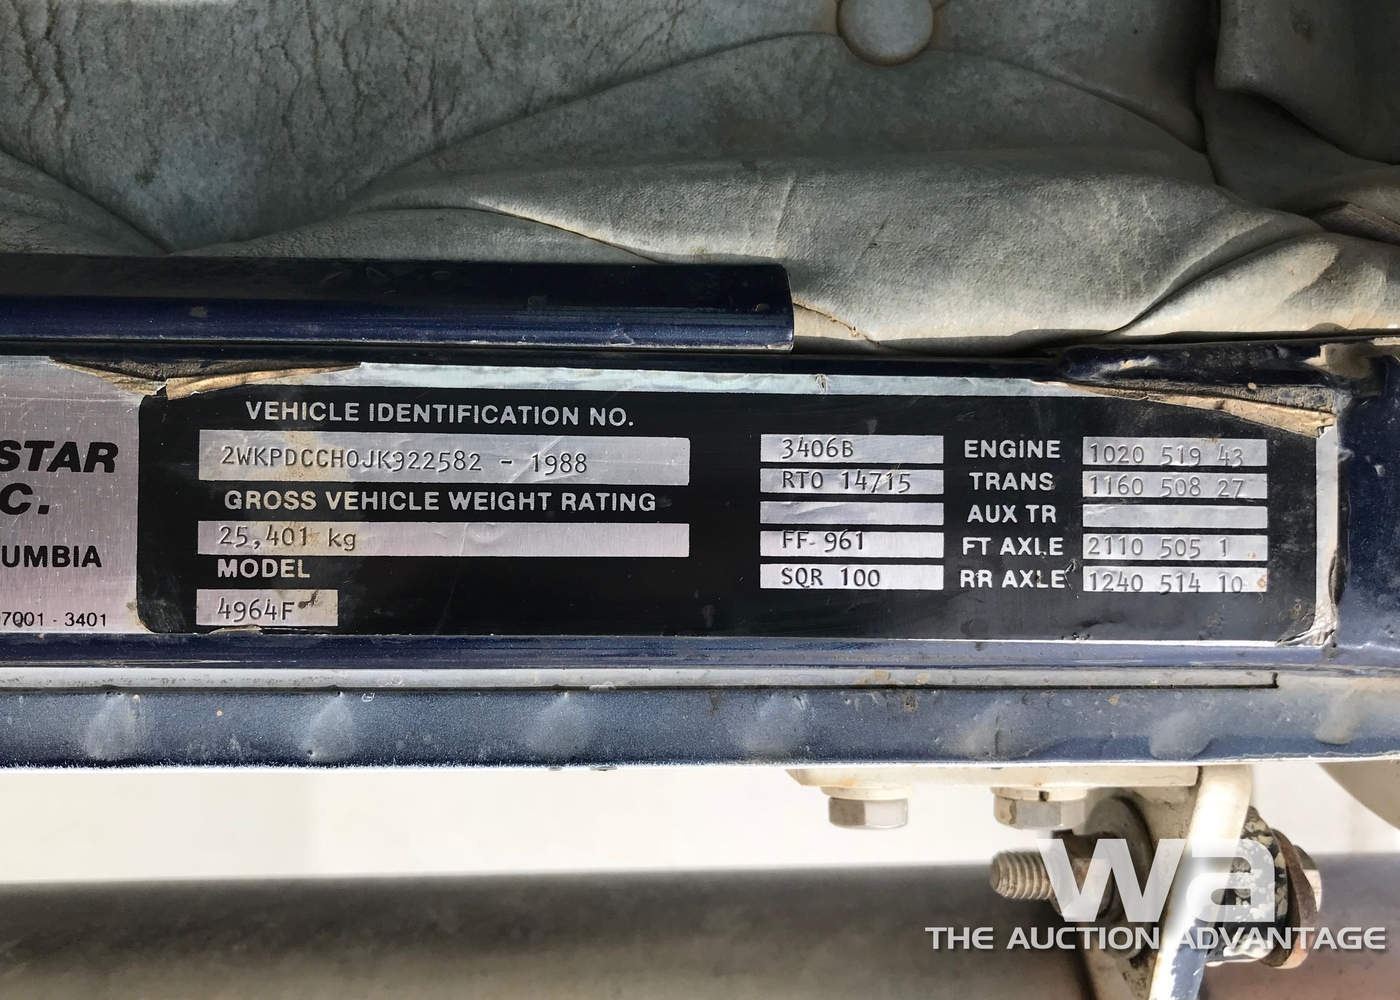 STAR
C.
UMBIA
7001 - 3401
VEHICLE IDENTIFICATION NO.
2WKPDCCH0JK922582 - 1988
GROSS VEHICLE WEIGHT RATING
25,401 kg
MODEL
4964F
3406B ENGINE 1020 519 43
RTO 14715 TRANS 1160 508 27
AUX TR
FF- 961 FT AXLE 2110 505 1
SQR 100 RR AXLE 1240 514 10
wa
THE AUCTION ADVANTAGE